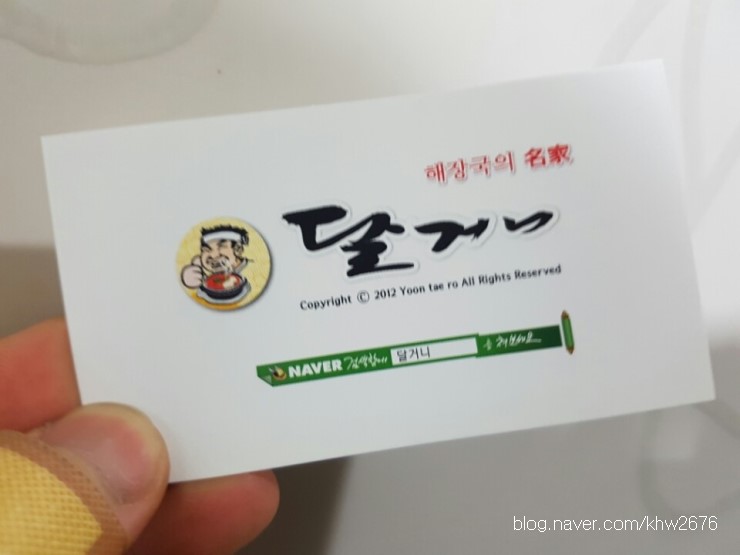 해장국의 名家
달거니
Copyright © 2012 Yoon tae ro All Rights Reserved
NAVER 검색창에 달거니 를 쳐보세요
blog.naver.com/khw2676